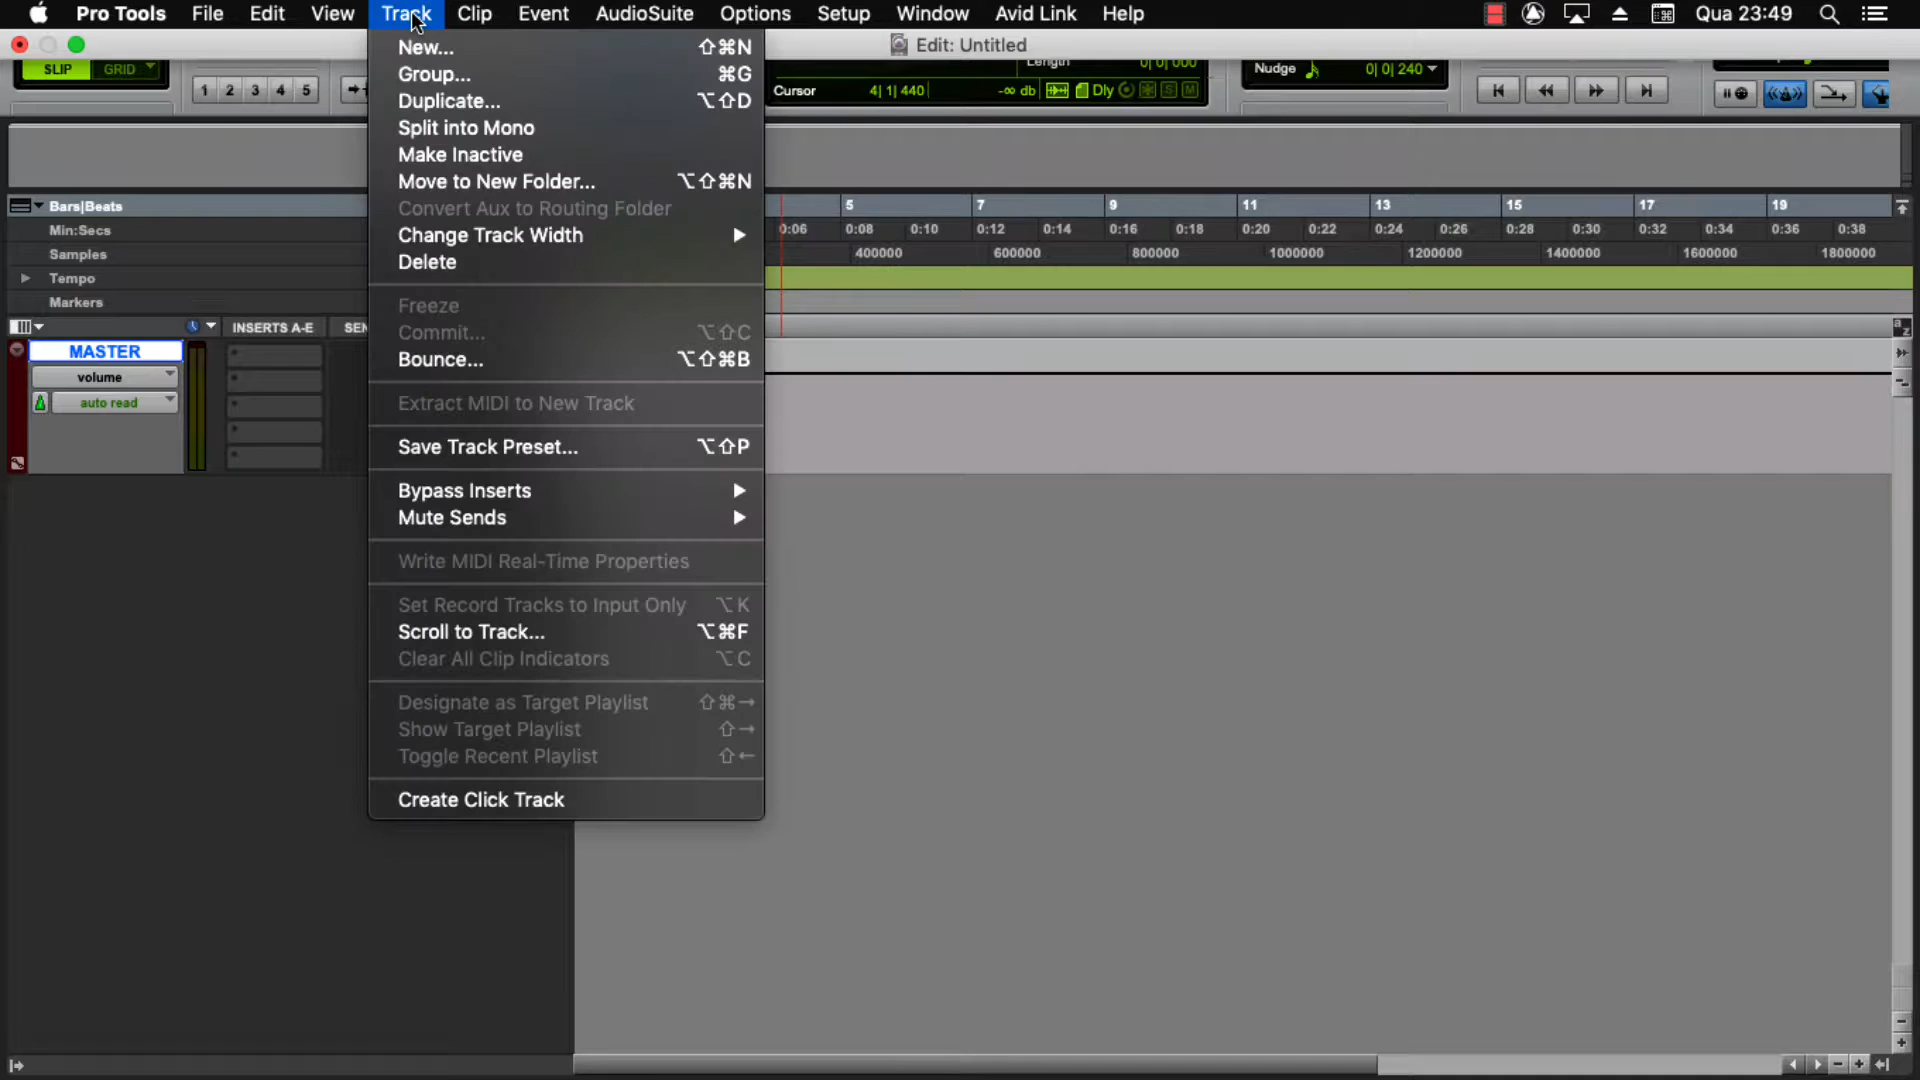 Pro Tools File Edit View Track Clip Event AudioSuite Options Setup Window Avid Link Help Qua 23:49
Edit: Untitled
SLIP GRID
1 2 3 4 5
Length 0| 0| 000
Cursor 4| 1| 440 -∞ db Dly S M
Nudge 0| 0| 240
New... ⇧⌘N
Group... ⌘G
Duplicate... ⌥⇧D
Split into Mono
Make Inactive
Move to New Folder... ⌥⇧⌘N
Convert Aux to Routing Folder
Change Track Width
Delete
Freeze
Commit... ⌥⇧C
Bounce... ⌥⇧⌘B
Extract MIDI to New Track
Save Track Preset... ⌥⇧P
Bypass Inserts
Mute Sends
Write MIDI Real-Time Properties
Set Record Tracks to Input Only ⌥K
Scroll to Track... ⌥⌘F
Clear All Clip Indicators ⌥C
Designate as Target Playlist ⇧⌘→
Show Target Playlist ⇧→
Toggle Recent Playlist ⇧←
Create Click Track
Bars|Beats 5 7 9 11 13 15 17 19
Min:Secs 0:06 0:08 0:10 0:12 0:14 0:16 0:18 0:20 0:22 0:24 0:26 0:28 0:30 0:32 0:34 0:36 0:38
Samples 400000 600000 800000 1000000 1200000 1400000 1600000 1800000
Tempo
Markers
INSERTS A-E SEN
a z
MASTER
volume
auto read